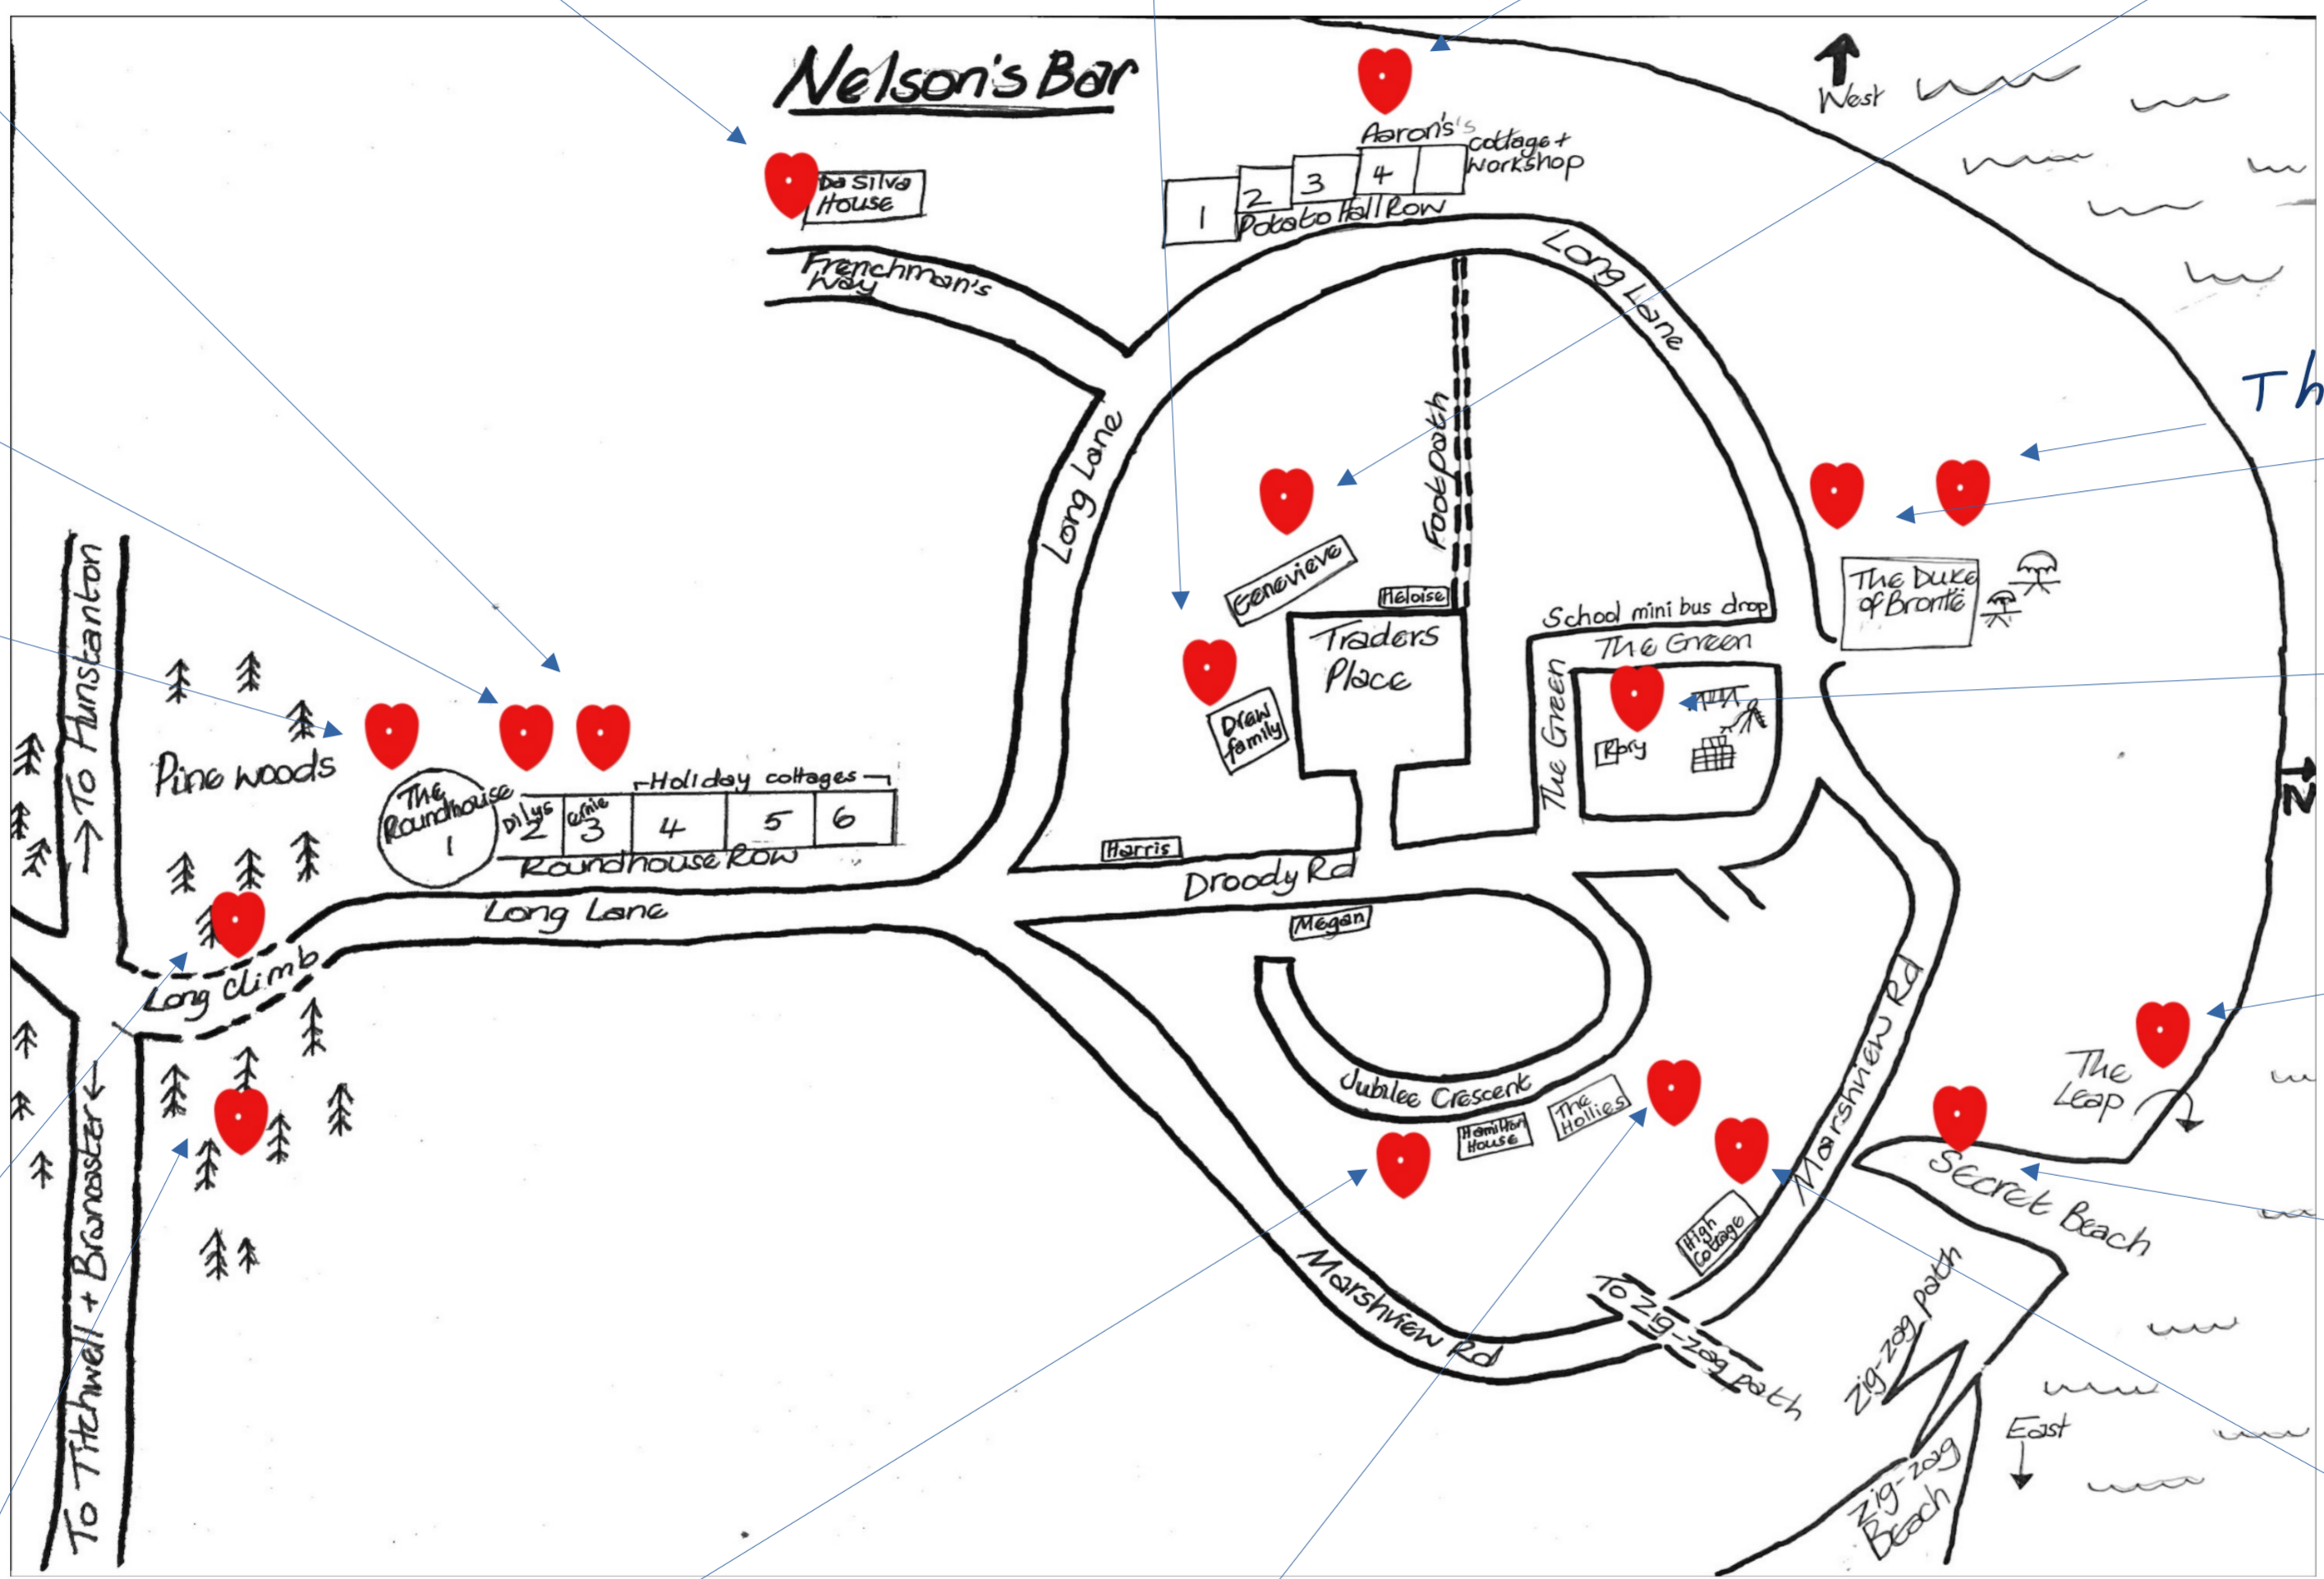 Nelson's Bar
West
Aaron's's
cottage +
workshop
1
2
3
4
Potato Hall Row
Da Silva
House
Frenchman's
Way
Long Lane
Long Lane
Footpath
Th
Genevieve
Heloise
Traders
Place
Drew
family
School mini bus drop
The Green
The Green
Rory
The Duke
of Brontë
N
→ To Hunstanton
Pine woods
The
Roundhouse
1
Dilys
2
Ernie
3
Holiday cottages
4
5
6
Roundhouse Row
Long Lane
Long Climb
Harris
Droody Rd
Megan
Jubilee Crescent
Hamilton
House
The
Hollies
High
Cottage
Marshview Rd
Marshview Rd
To Zig-zag path
The
Leap
Secret Beach
Zig-zag path
East
Zig-zag
Beach
To Titchwell + Brancaster ←